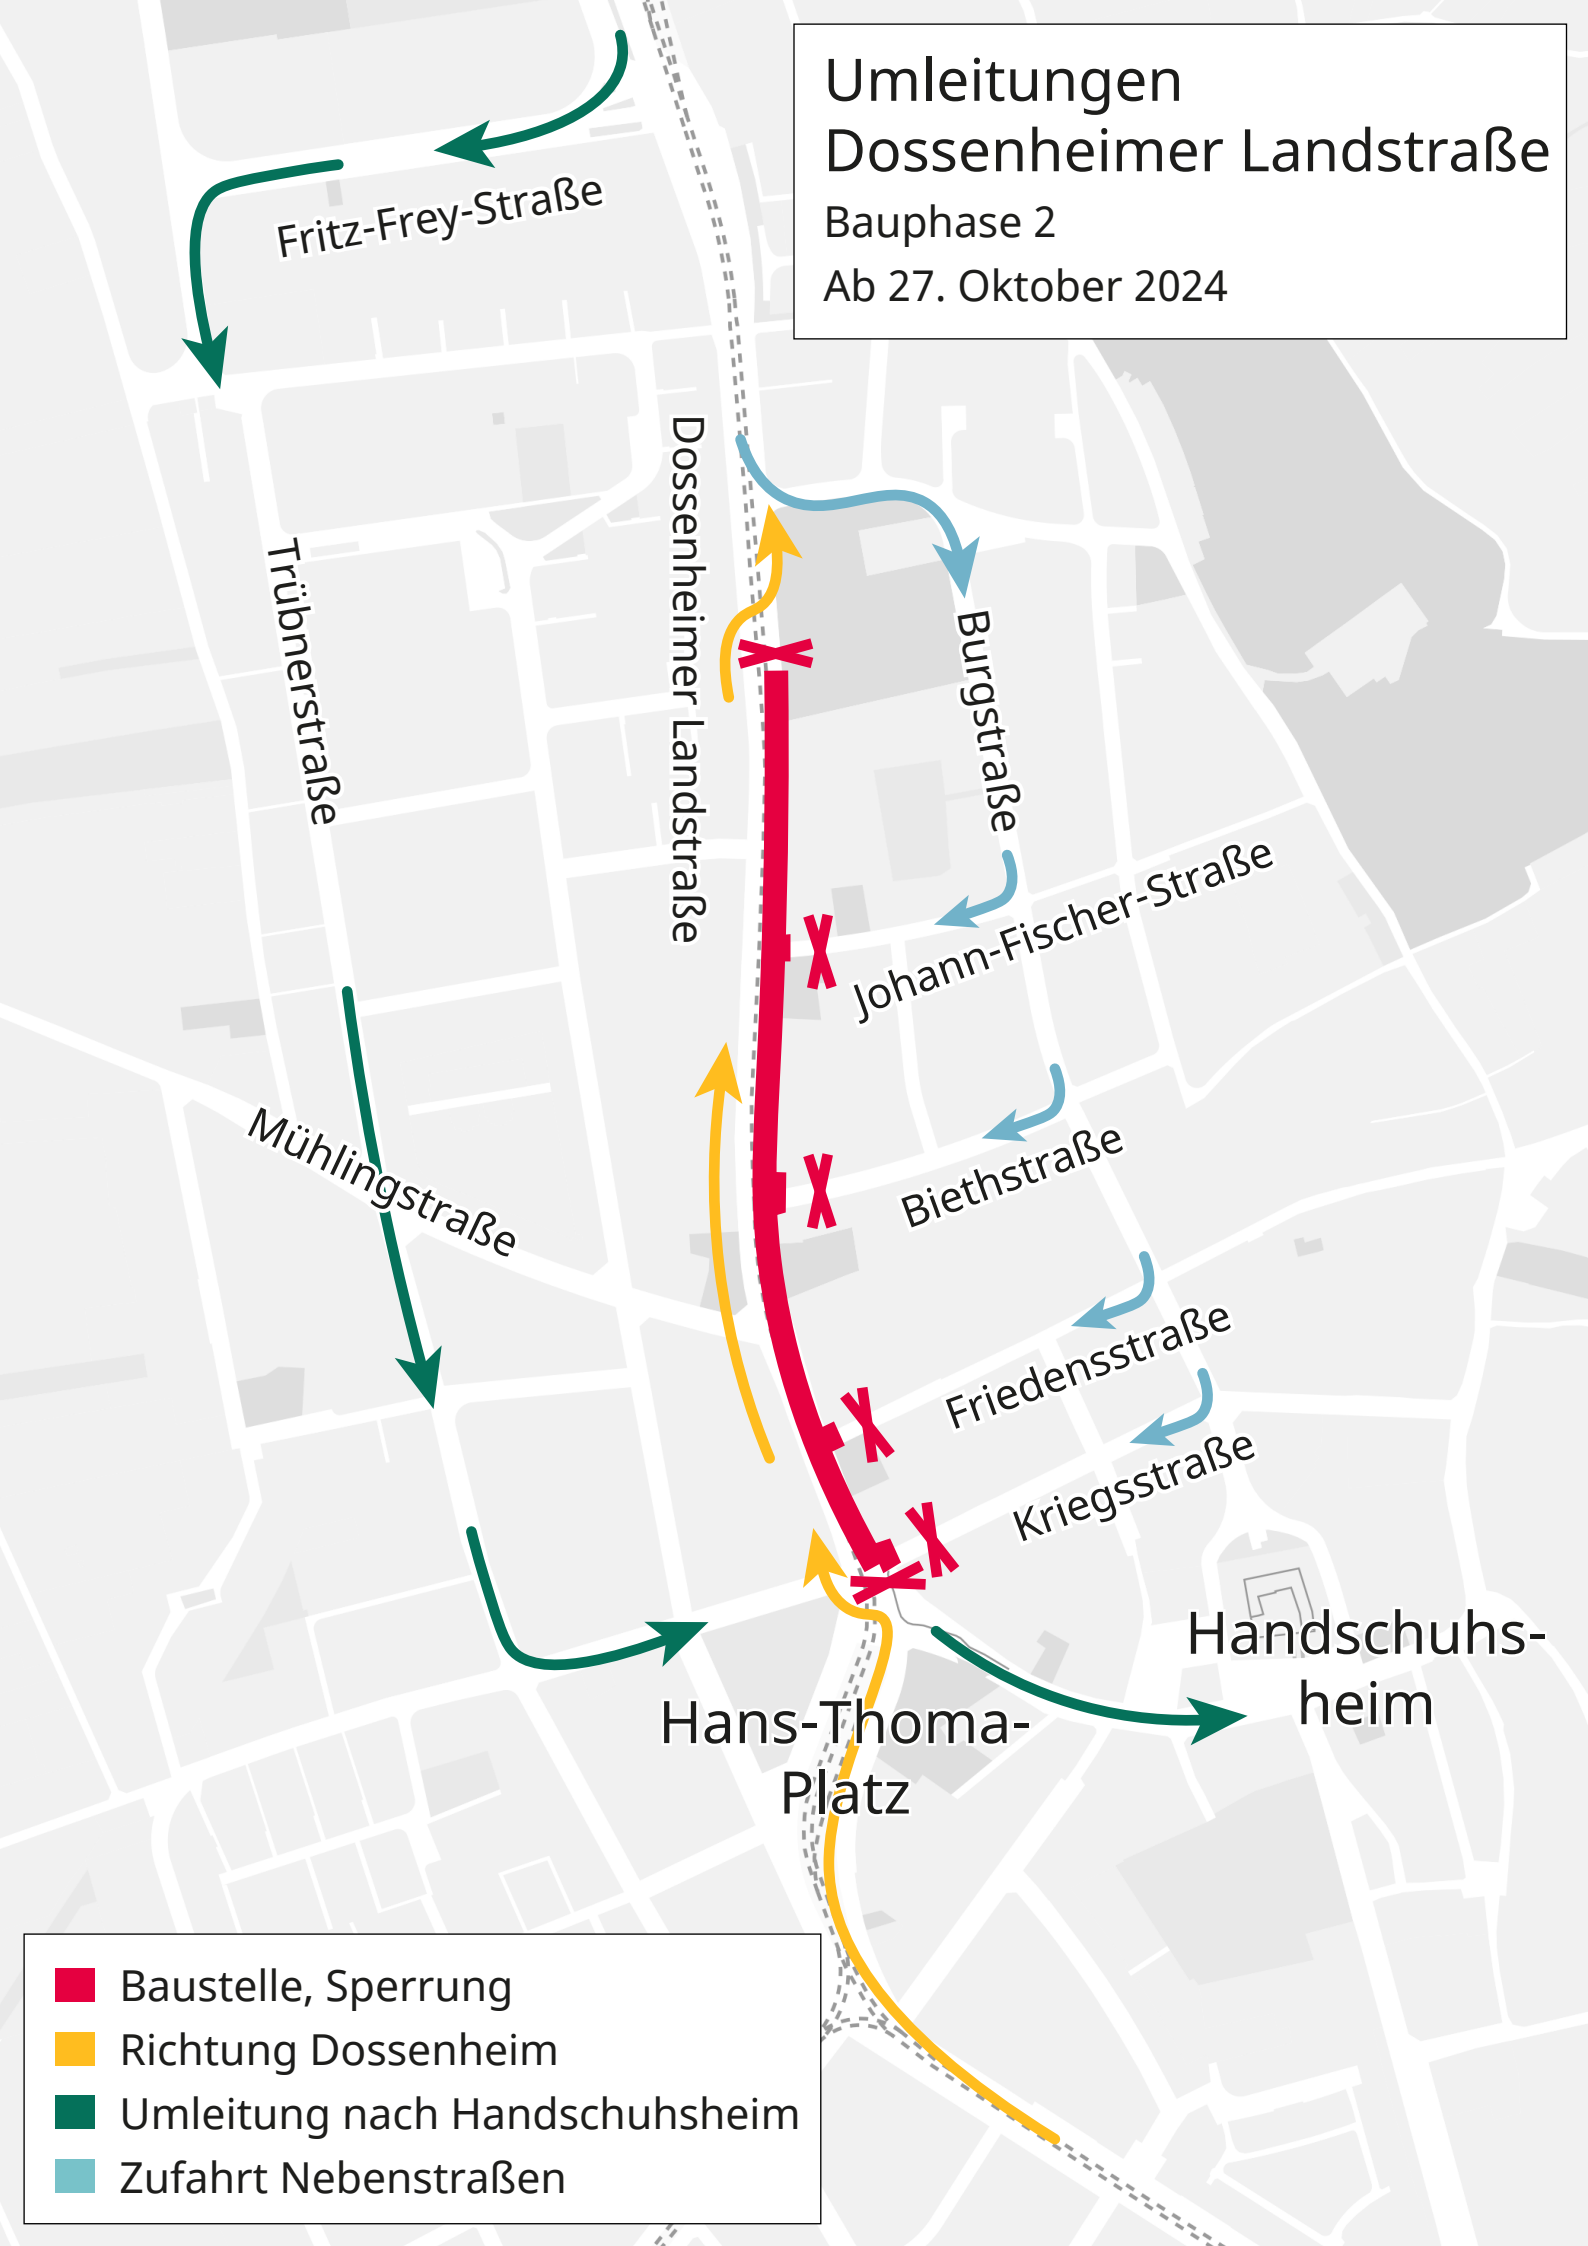 Umleitungen
Dossenheimer Landstraße
Bauphase 2
Ab 27. Oktober 2024
Fritz-Frey-Straße
Dossenheimer Landstraße
Trübnerstraße
Burgstraße
Johann-Fischer-Straße
Mühlingstraße
Biethstraße
Friedensstraße
Kriegsstraße
Handschuhs-
heim
Hans-Thoma-
Platz
Baustelle, Sperrung
Richtung Dossenheim
Umleitung nach Handschuhsheim
Zufahrt Nebenstraßen